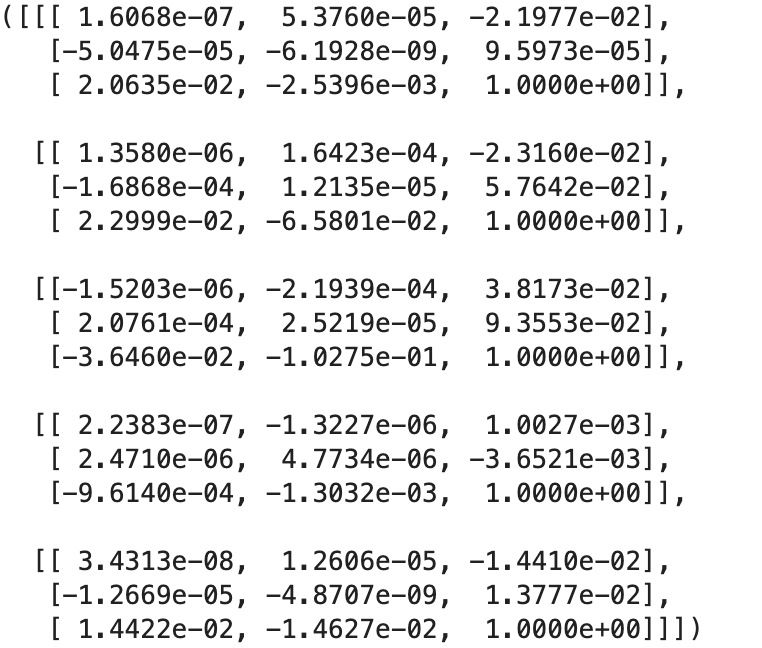 ([[[ 1.6068e-07,  5.3760e-05, -2.1977e-02],
   [-5.0475e-05, -6.1928e-09,  9.5973e-05],
   [ 2.0635e-02, -2.5396e-03,  1.0000e+00]],
  [[ 1.3580e-06,  1.6423e-04, -2.3160e-02],
   [-1.6868e-04,  1.2135e-05,  5.7642e-02],
   [ 2.2999e-02, -6.5801e-02,  1.0000e+00]],
  [[-1.5203e-06, -2.1939e-04,  3.8173e-02],
   [ 2.0761e-04,  2.5219e-05,  9.3553e-02],
   [-3.6460e-02, -1.0275e-01,  1.0000e+00]],
  [[ 2.2383e-07, -1.3227e-06,  1.0027e-03],
   [ 2.4710e-06,  4.7734e-06, -3.6521e-03],
   [-9.6140e-04, -1.3032e-03,  1.0000e+00]],
  [[ 3.4313e-08,  1.2606e-05, -1.4410e-02],
   [-1.2669e-05, -4.8707e-09,  1.3777e-02],
   [ 1.4422e-02, -1.4627e-02,  1.0000e+00]]])